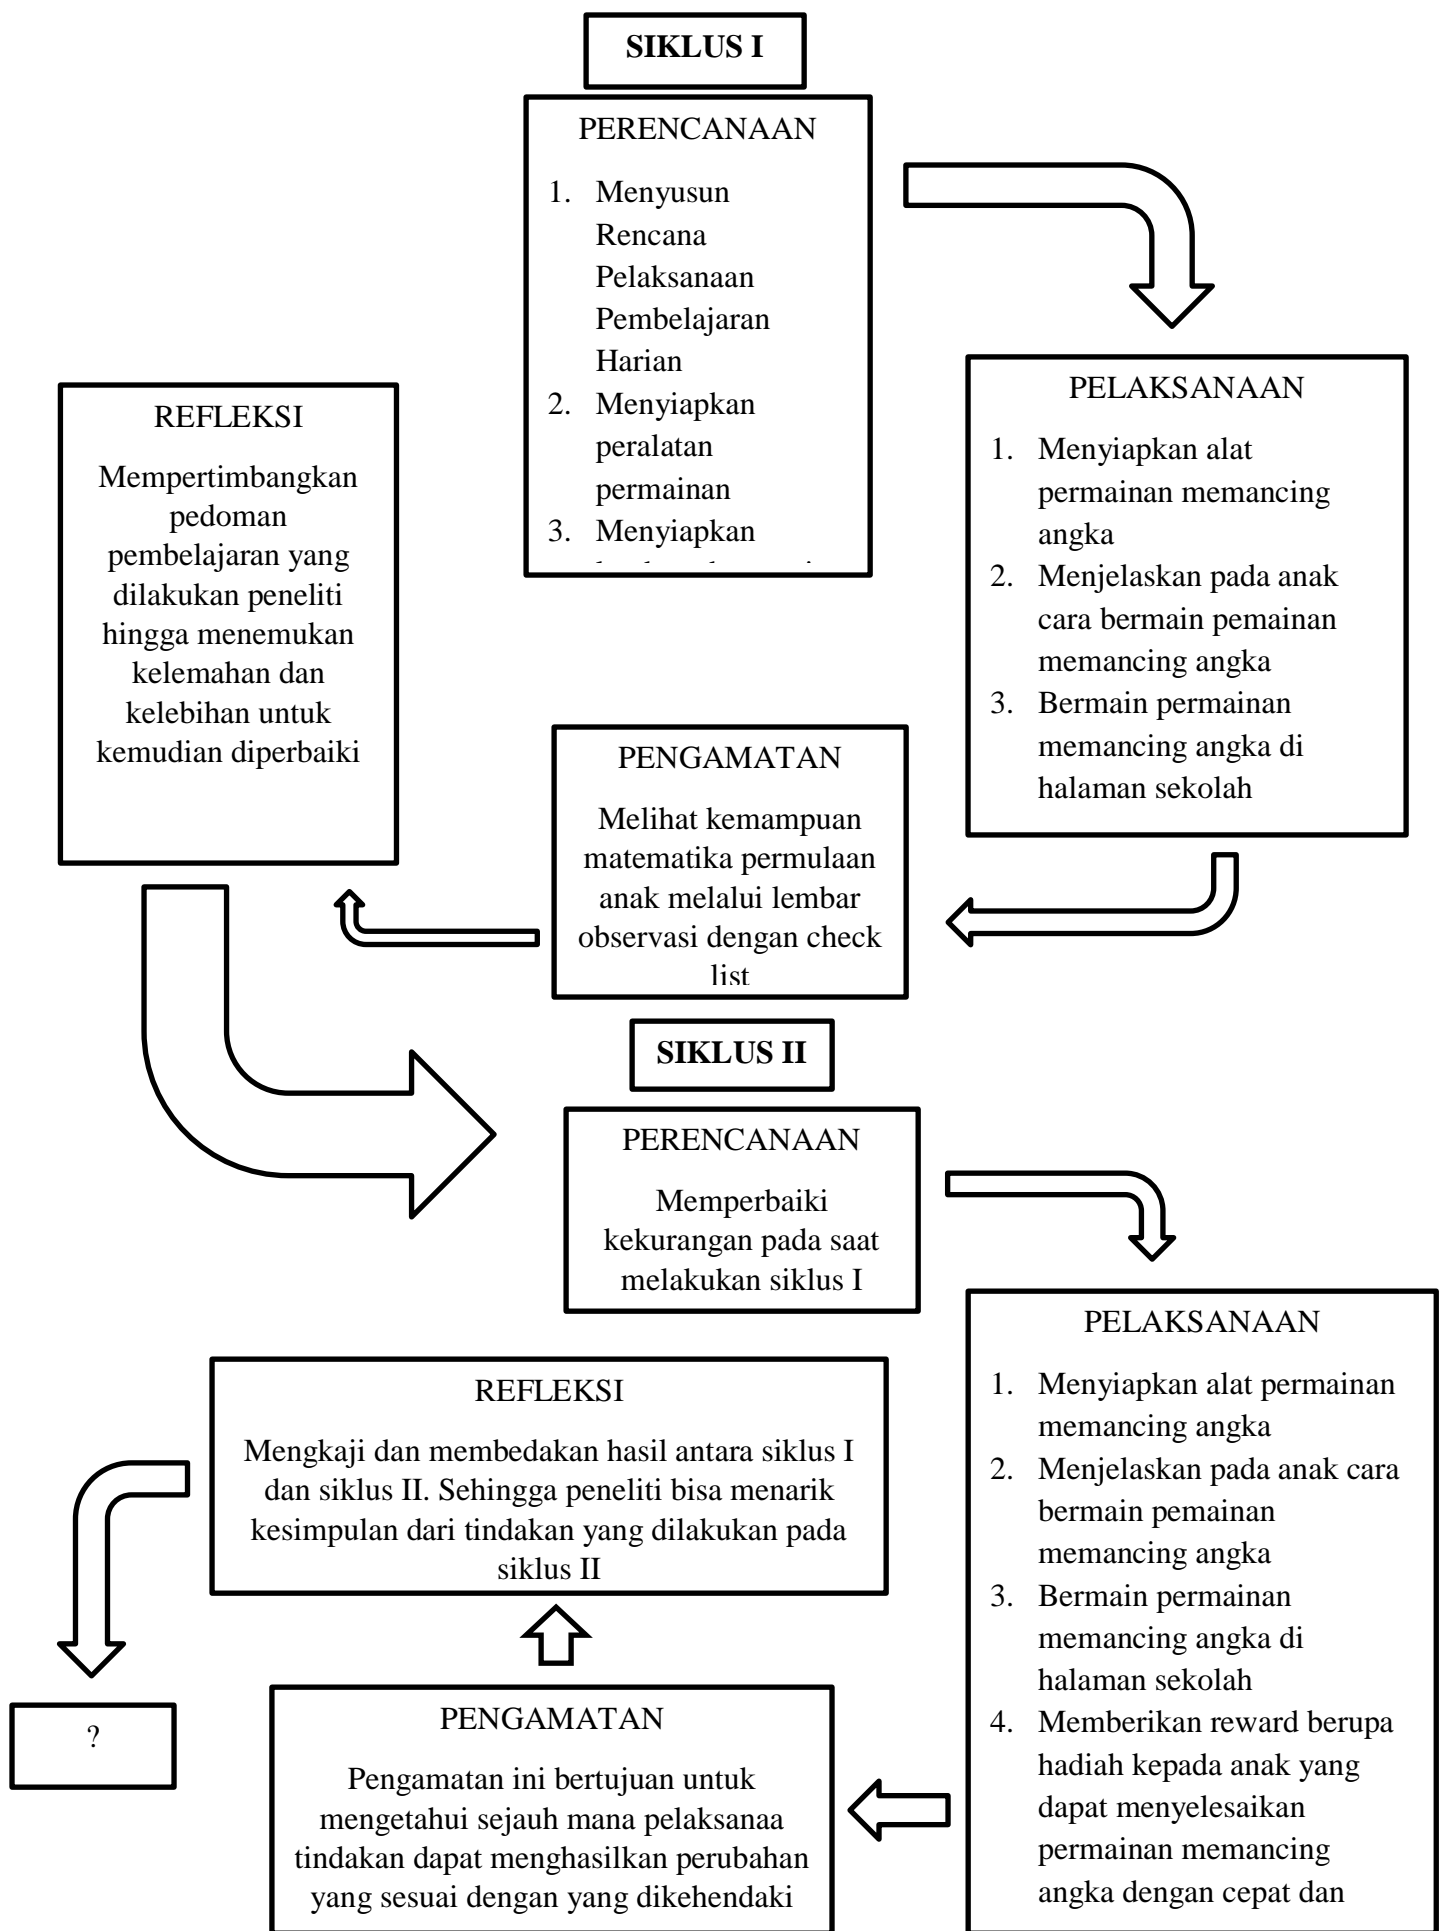 SIKLUS I
PERENCANAAN
1. Menyusun
Rencana
Pelaksanaan
Pembelajaran
Harian
2. Menyiapkan
peralatan
permainan
3. Menyiapkan
PELAKSANAAN
1. Menyiapkan alat
permainan memancing
angka
2. Menjelaskan pada anak
cara bermain pemainan
memancing angka
3. Bermain permainan
memancing angka di
halaman sekolah
PENGAMATAN
Melihat kemampuan
matematika permulaan
anak melalui lembar
observasi dengan check
list
REFLEKSI
Mempertimbangkan
pedoman
pembelajaran yang
dilakukan peneliti
hingga menemukan
kelemahan dan
kelebihan untuk
kemudian diperbaiki
SIKLUS II
PERENCANAAN
Memperbaiki
kekurangan pada saat
melakukan siklus I
PELAKSANAAN
1. Menyiapkan alat permainan
memancing angka
2. Menjelaskan pada anak cara
bermain pemainan
memancing angka
3. Bermain permainan
memancing angka di
halaman sekolah
4. Memberikan reward berupa
hadiah kepada anak yang
dapat menyelesaikan
permainan memancing
angka dengan cepat dan
PENGAMATAN
Pengamatan ini bertujuan untuk
mengetahui sejauh mana pelaksanaa
tindakan dapat menghasilkan perubahan
yang sesuai dengan yang dikehendaki
REFLEKSI
Mengkaji dan membedakan hasil antara siklus I
dan siklus II. Sehingga peneliti bisa menarik
kesimpulan dari tindakan yang dilakukan pada
siklus II
?